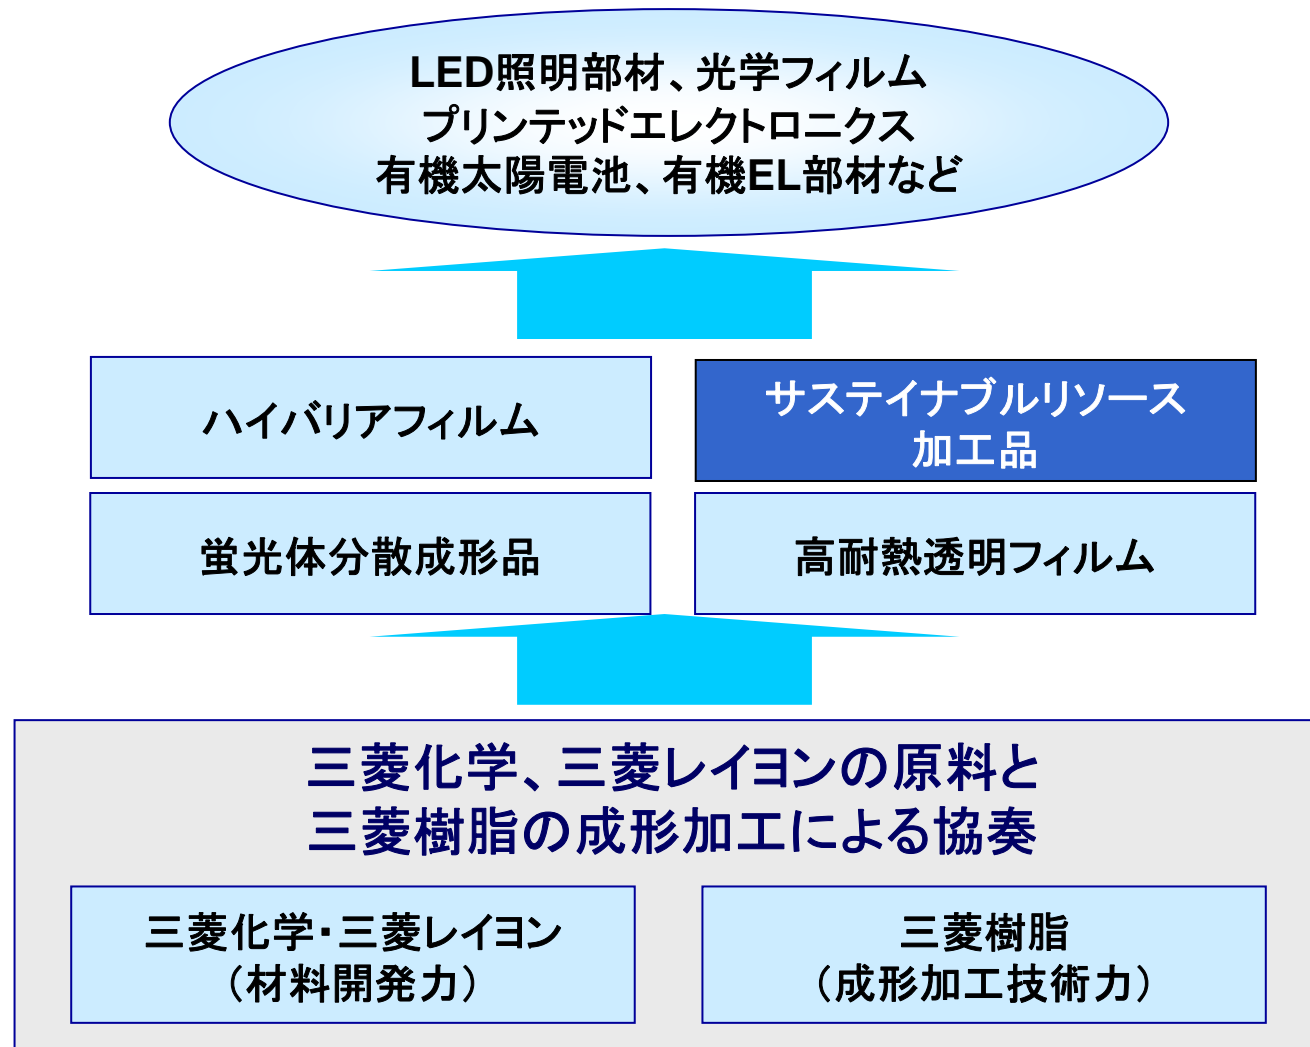 LED照明部材、光学フィルム
プリンテッドエレクトロニクス
有機太陽電池、有機EL部材など
ハイバリアフィルム
サステイナブルリソース
加工品
蛍光体分散成形品
高耐熱透明フィルム
三菱化学、三菱レイヨンの原料と
三菱樹脂の成形加工による協奏
三菱化学・三菱レイヨン
（材料開発力）
三菱樹脂
（成形加工技術力）